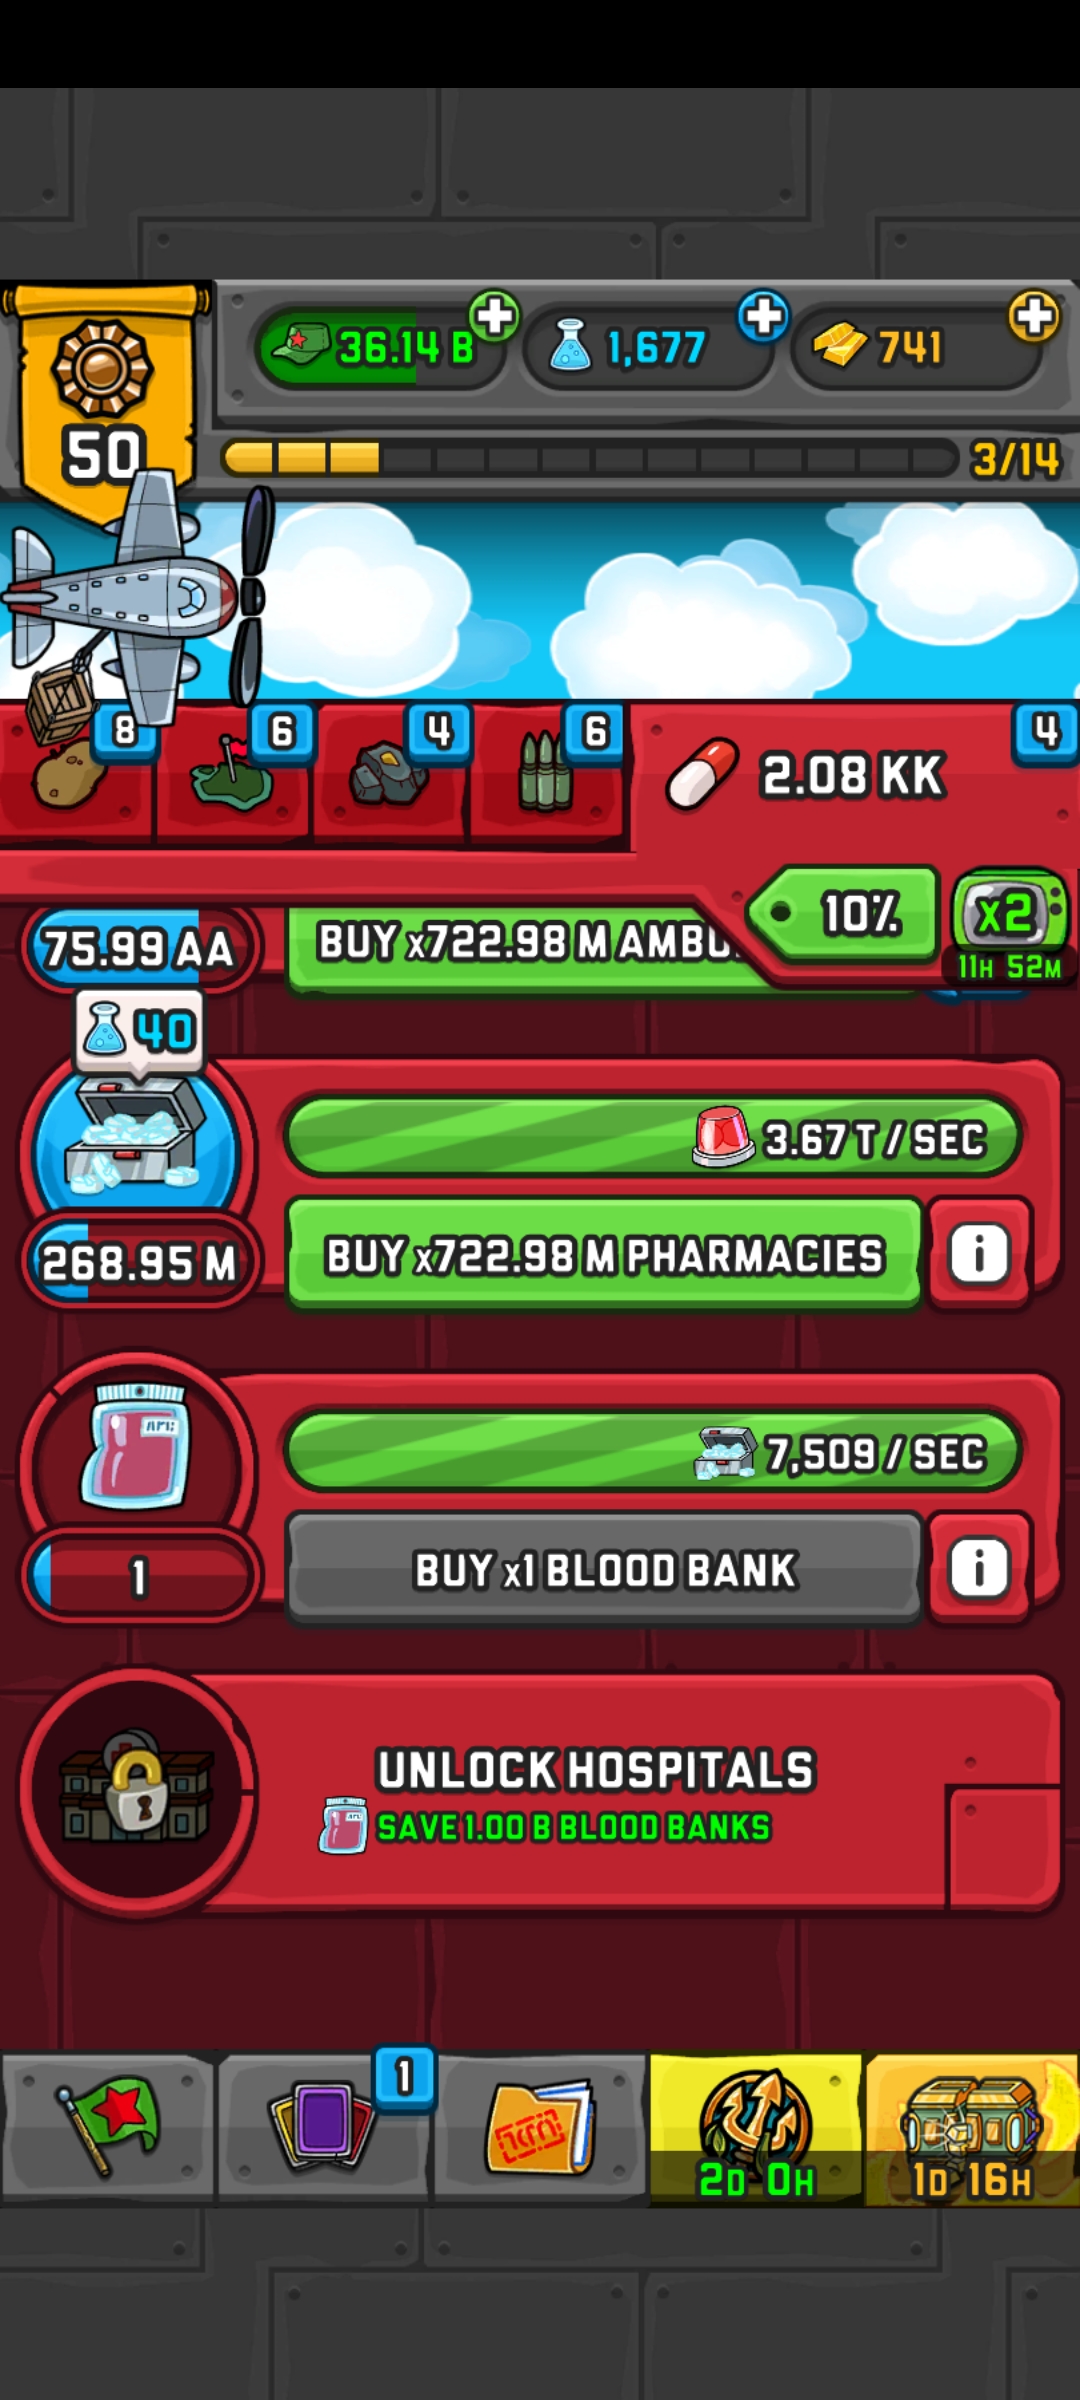 50
36.14 B
1,677
741
3/14
8
6
4
6
2.08 KK
4
10%
x2
11H 52M
75.99 AA
BUY x722.98 M AMBU
40
3.67 T / SEC
268.95 M
BUY x722.98 M PHARMACIES
i
7,509 / SEC
1
BUY x1 BLOOD BANK
i
UNLOCK HOSPITALS
SAVE 1.00 B BLOOD BANKS
1
2D 0H
1D 16H